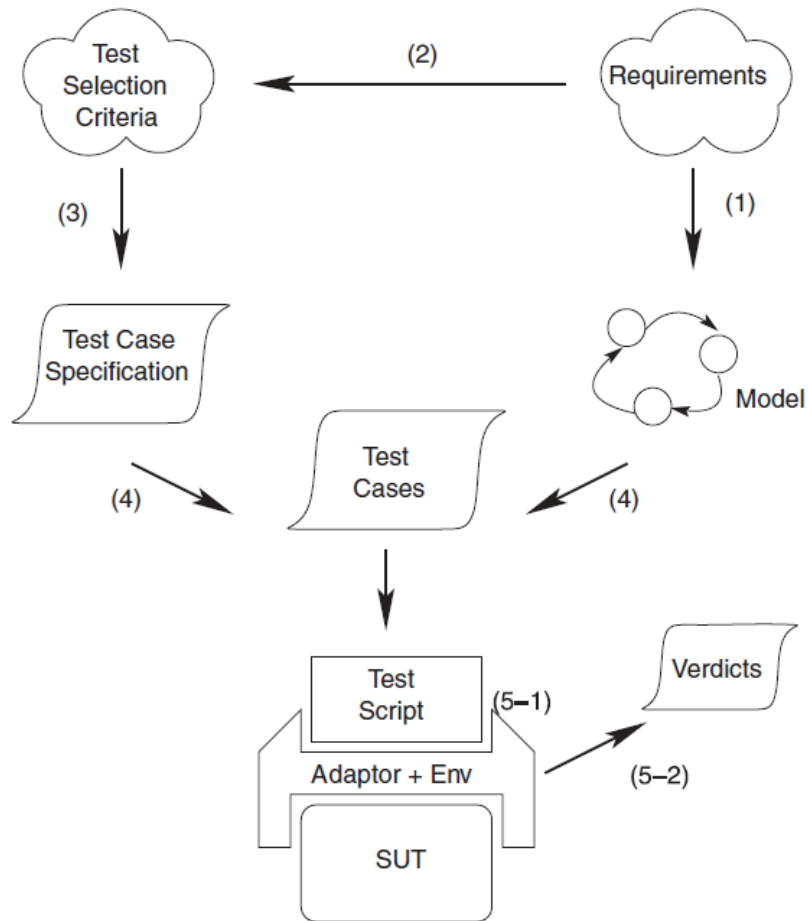 Test
Selection
Criteria
(2)
Requirements
(3)
(1)
Test Case
Specification
Model
Test
Cases
(4)
(4)
Test
Script
(5–1)
Verdicts
Adaptor + Env
(5–2)
SUT